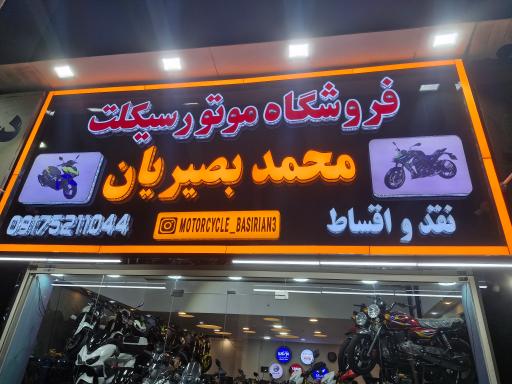 فروشگاه موتورسیکلت
محمد بصیریان
نقد و اقساط
MOTORCYCLE_BASIRIAN3
09175211044